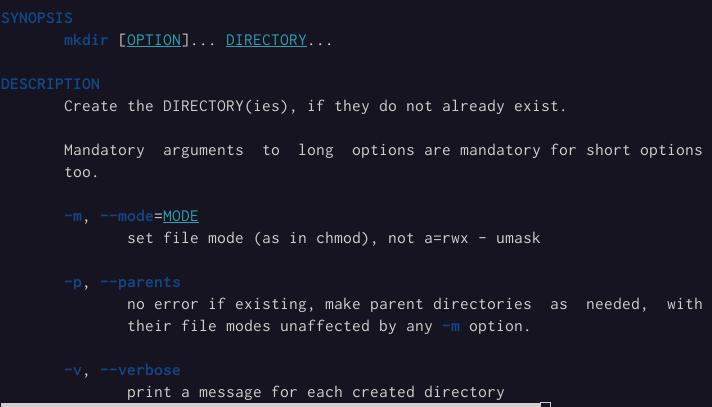 SYNOPSIS
mkdir [OPTION]... DIRECTORY...
DESCRIPTION
Create the DIRECTORY(ies), if they do not already exist.
Mandatory arguments to long options are mandatory for short options
too.
-m, --mode=MODE
set file mode (as in chmod), not a=rwx - umask
-p, --parents
no error if existing, make parent directories as needed, with
their file modes unaffected by any -m option.
-v, --verbose
print a message for each created directory